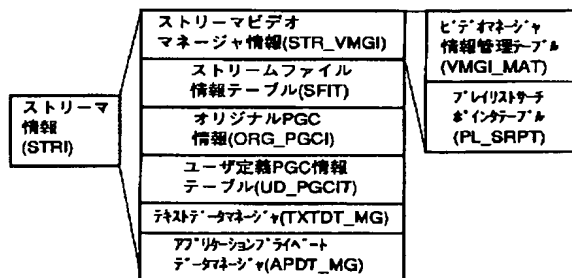 ストリーマ
情報
(STRI)
ストリーマビデオ
マネージャ情報(STR_VMGI)
ストリームファイル
情報テーブル(SFIT)
オリジナルPGC
情報(ORG_PGCI)
ユーザ定義PGC情報
テーブル(UD_PGCIT)
ﾃｷｽﾄﾃﾞｰﾀﾏﾈｰｼﾞｬ(TXTDT_MG)
ｱﾌﾟﾘｹｰｼｮﾝﾌﾟﾗｲﾍﾞｰﾄ
ﾃﾞｰﾀﾏﾈｰｼﾞｬ(APDT_MG)
ﾋﾞﾃﾞｵﾏﾈｰｼﾞｬ
情報管理ﾃｰﾌﾞﾙ
(VMGI_MAT)
ﾌﾟﾚｲﾘｽﾄｻｰﾁ
ﾎﾟｲﾝﾀﾃｰﾌﾞﾙ
(PL_SRPT)